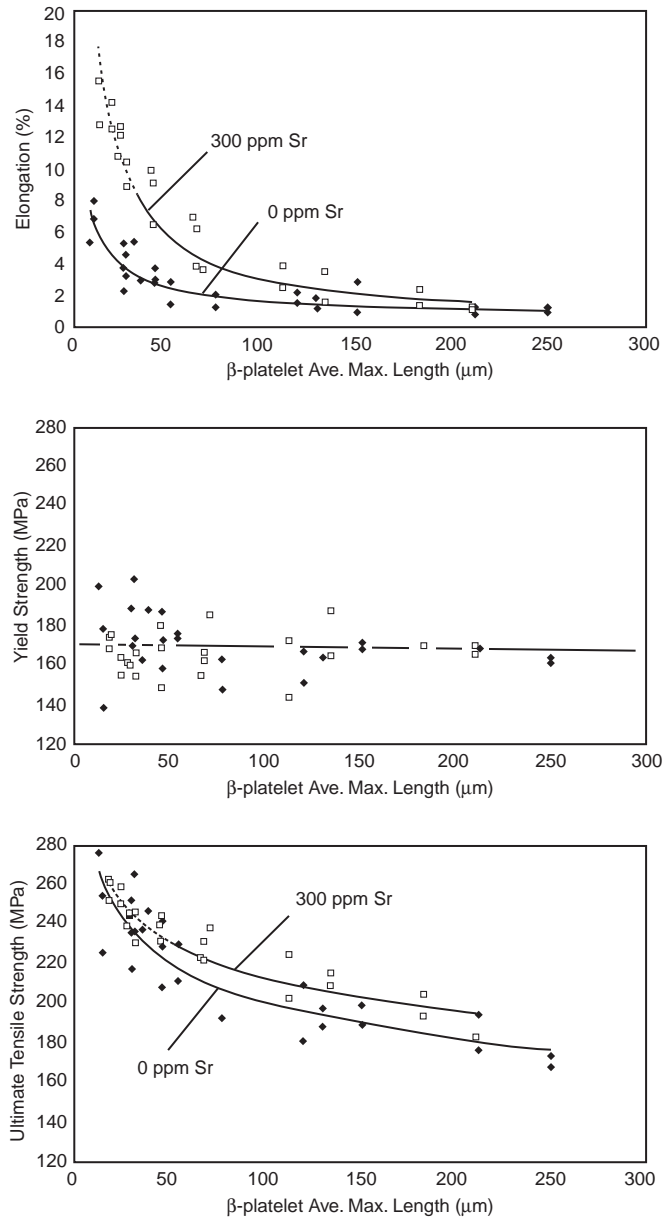 20
18
16
14
12
10
8
6
4
2
0
Elongation (%)
300 ppm Sr
0 ppm Sr
0 50 100 150 200 250 300
β-platelet Ave. Max. Length (μm)
280
260
240
220
200
180
160
140
120
Yield Strength (MPa)
0 50 100 150 200 250 300
β-platelet Ave. Max. Length (μm)
280
260
240
220
200
180
160
140
120
Ultimate Tensile Strength (MPa)
300 ppm Sr
0 ppm Sr
0 50 100 150 200 250 300
β-platelet Ave. Max. Length (μm)